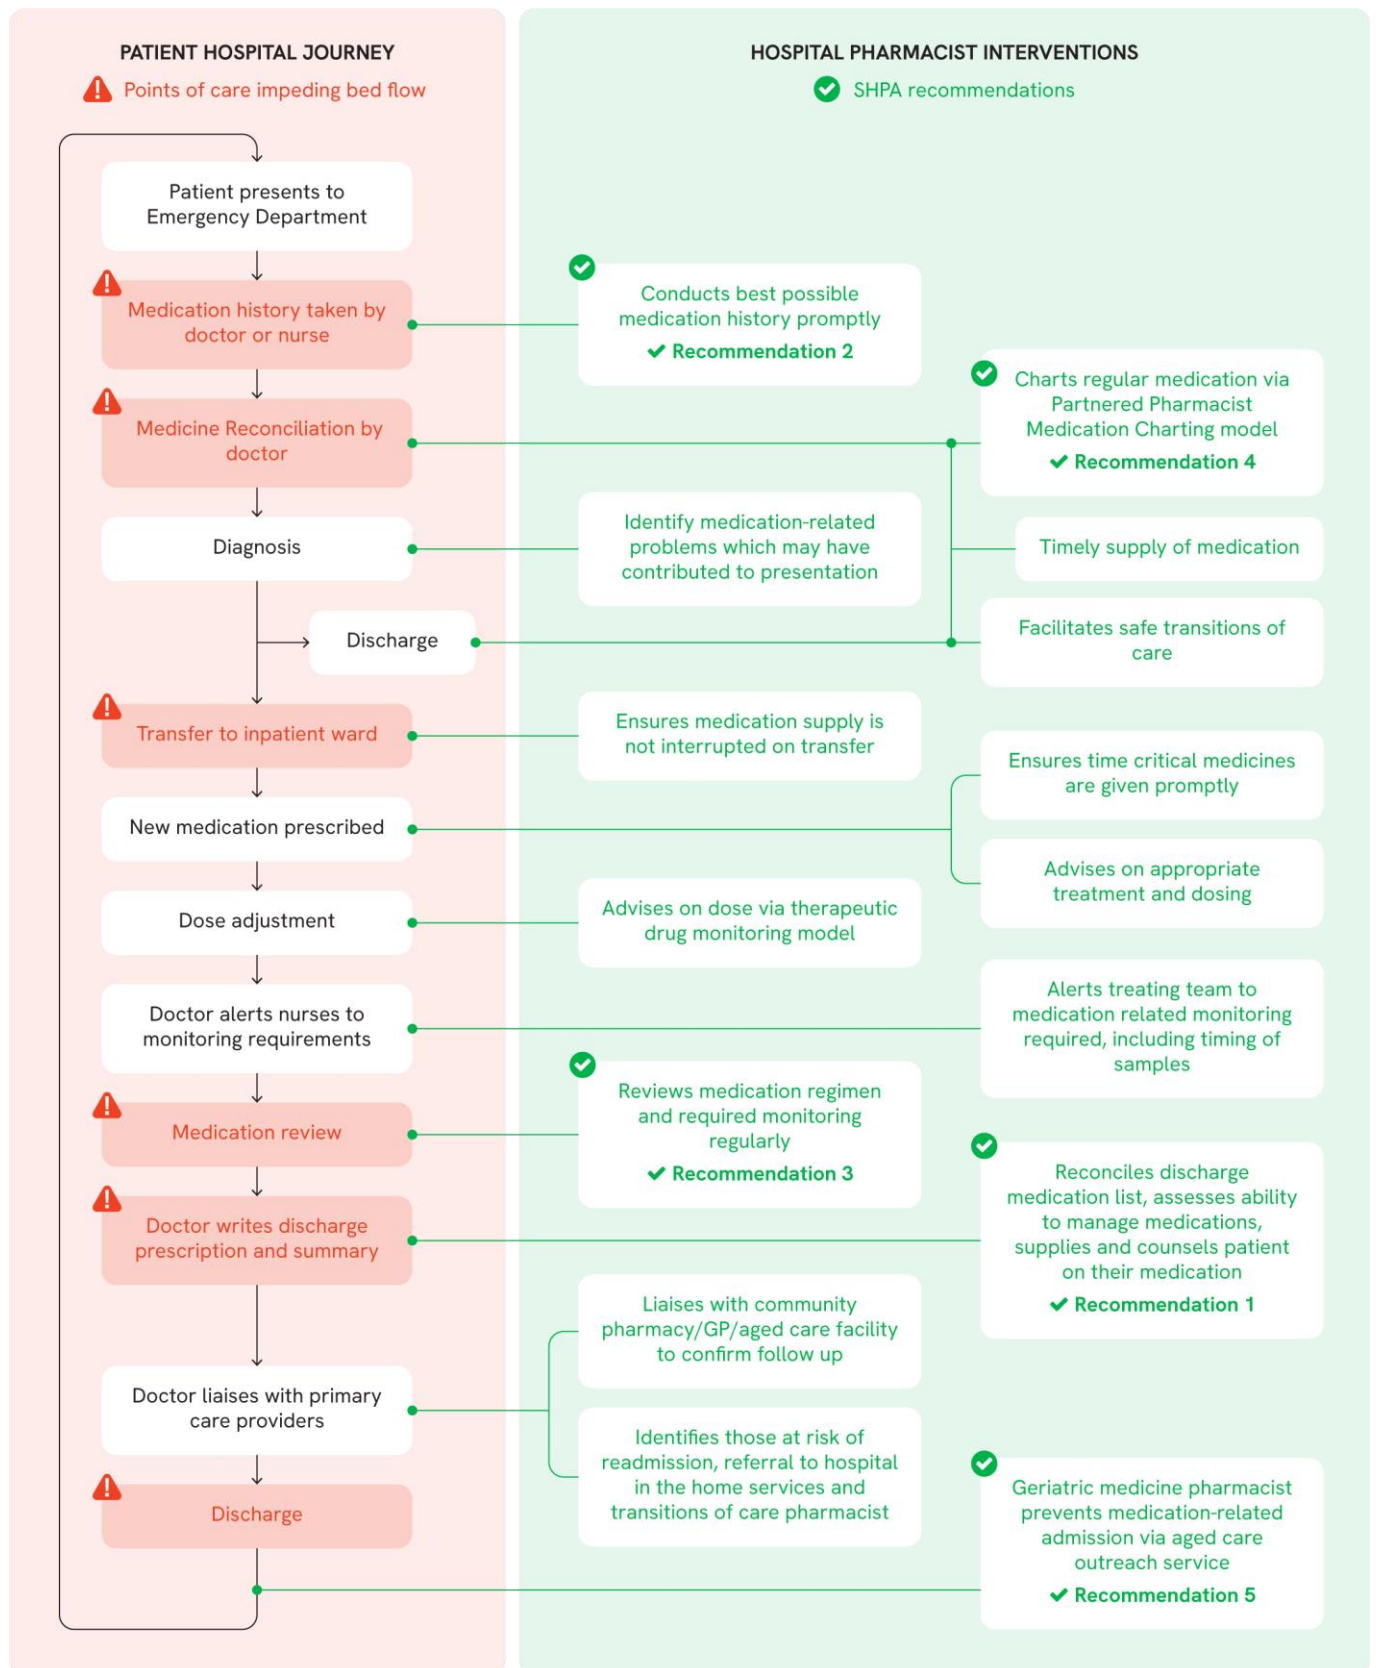 PATIENT HOSPITAL JOURNEY
Points of care impeding bed flow
Patient presents to
Emergency Department
Medication history taken by
doctor or nurse
Medicine Reconciliation by
doctor
Diagnosis
Discharge
Transfer to inpatient ward
New medication prescribed
Dose adjustment
Doctor alerts nurses to
monitoring requirements
Medication review
Doctor writes discharge
prescription and summary
Doctor liaises with primary
care providers
Discharge
HOSPITAL PHARMACIST INTERVENTIONS
SHPA recommendations
Conducts best possible
medication history promptly
Recommendation 2
Charts regular medication via
Partnered Pharmacist
Medication Charting model
Recommendation 4
Identify medication-related
problems which may have
contributed to presentation
Timely supply of medication
Facilitates safe transitions of
care
Ensures medication supply is
not interrupted on transfer
Ensures time critical medicines
are given promptly
Advises on appropriate
treatment and dosing
Advises on dose via therapeutic
drug monitoring model
Alerts treating team to
medication related monitoring
required, including timing of
samples
Reviews medication regimen
and required monitoring
regularly
Recommendation 3
Reconciles discharge
medication list, assesses ability
to manage medications,
supplies and counsels patient
on their medication
Recommendation 1
Liaises with community
pharmacy/GP/aged care facility
to confirm follow up
Identifies those at risk of
readmission, referral to hospital
in the home services and
transitions of care pharmacist
Geriatric medicine pharmacist
prevents medication-related
admission via aged care
outreach service
Recommendation 5